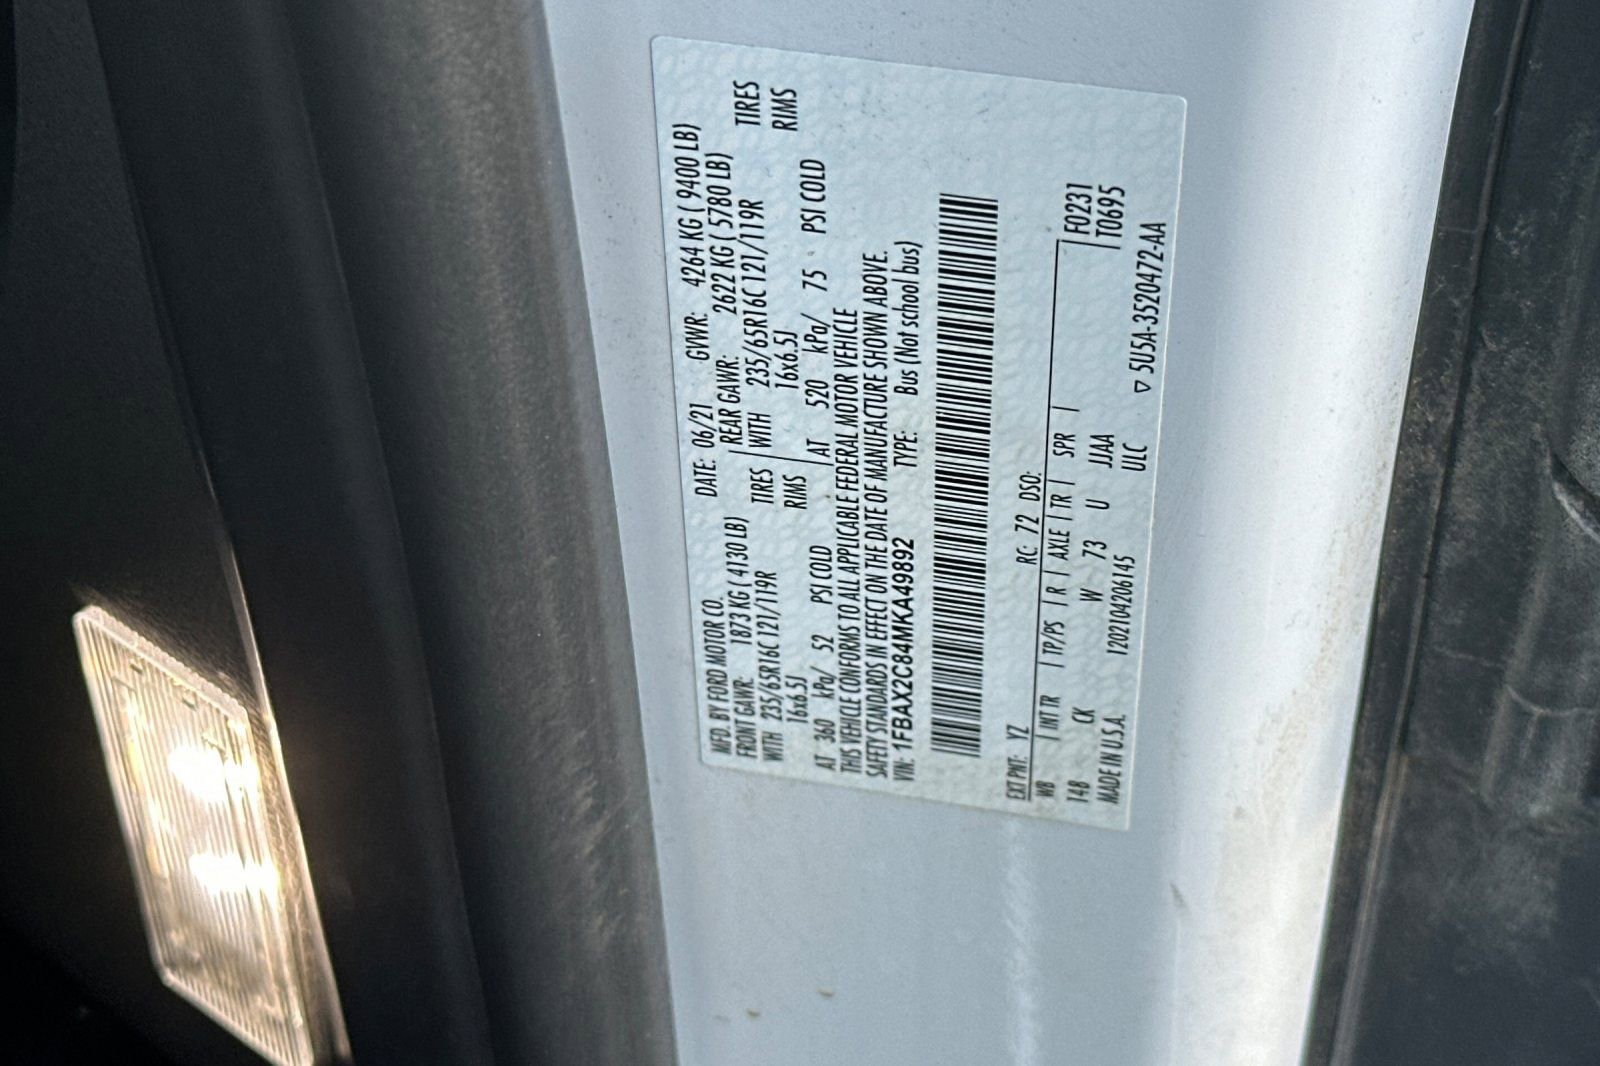 MFD. BY FORD MOTOR CO. DATE: 06/21 GVWR: 4264 KG ( 9400 LB)
FRONT GAWR: 1873 KG ( 4130 LB) REAR GAWR: 2622 KG ( 5780 LB)
WITH 235/65R16C 121/119R TIRES WITH 235/65R16C 121/119R TIRES
16x6.5J RIMS 16x6.5J RIMS
AT 360 kPa/ 52 PSI COLD AT 520 kPa/ 75 PSI COLD
THIS VEHICLE CONFORMS TO ALL APPLICABLE FEDERAL MOTOR VEHICLE
SAFETY STANDARDS IN EFFECT ON THE DATE OF MANUFACTURE SHOWN ABOVE.
VIN: 1FBAX2C84MKA49892 TYPE: Bus (Not school bus)
EXT PNT: YZ RC: 72 DSO: F0231
WB INT TR TP/PS R AXLE TR SPR T0695
148 CK W 73 U JJAA
MADE IN U.S.A. 1202104206145 ULC ▽ 5U5A-3520472-AA